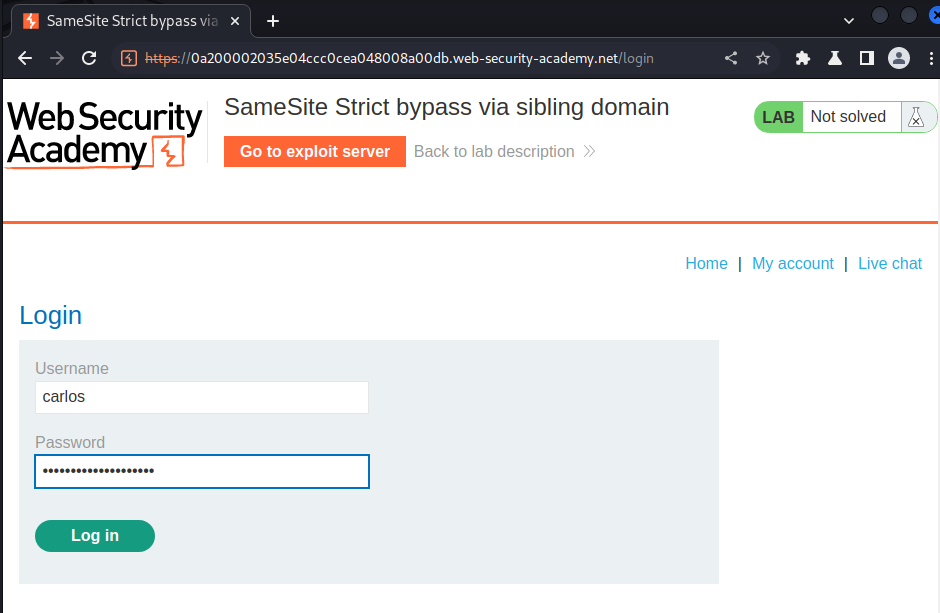 SameSite Strict bypass via
https://0a200002035e04ccc0cea048008a00db.web-security-academy.net/login
WebSecurity
Academy
SameSite Strict bypass via sibling domain
Go to exploit server
Back to lab description
LAB
Not solved
Home | My account | Live chat
Login
Username
carlos
Password
••••••••••••••••••••
Log in